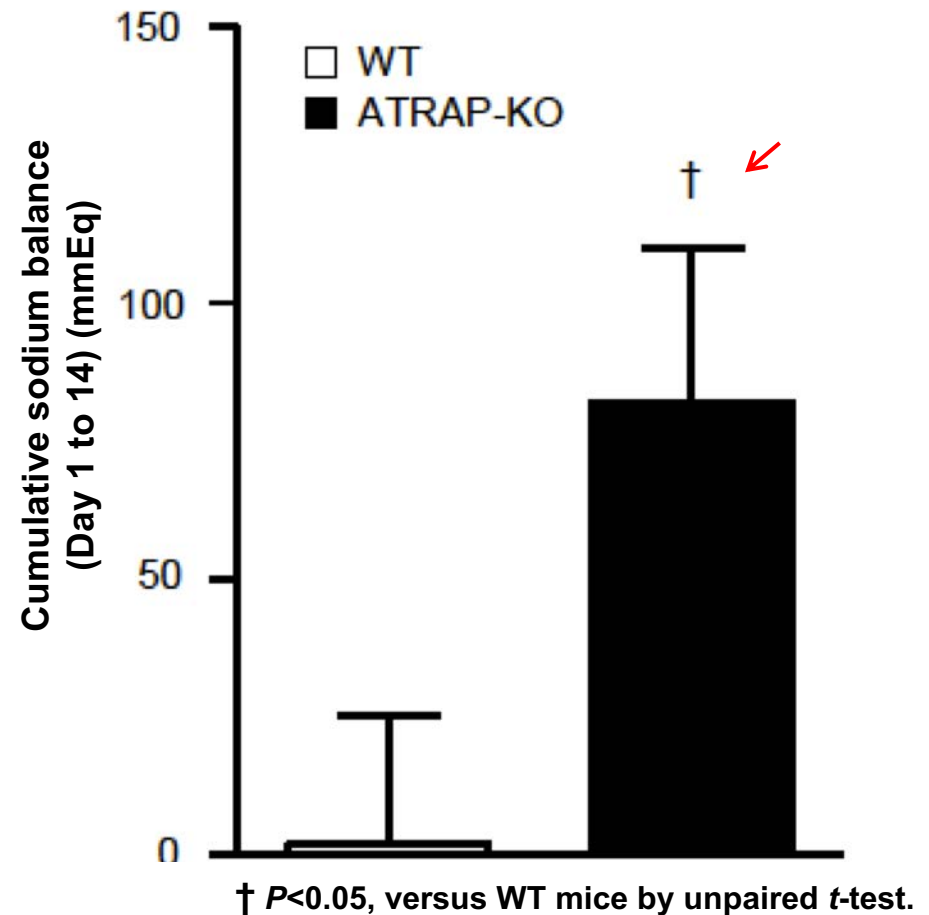 150
WT
ATRAP-KO
†
100
50
0
Cumulative sodium balance
(Day 1 to 14) (mmEq)
† P<0.05, versus WT mice by unpaired t-test.